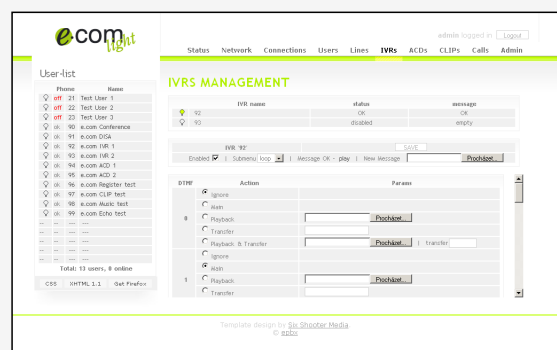 e·com light
admin logged in Logout
Status Network Connections Users Lines IVRs ACDs CLIPs Calls Admin
User-list
Phone Name
off 21 Test User 1
off 22 Test User 2
off 23 Test User 3
ok 90 e.com Conference
ok 91 e.com DISA
ok 92 e.com IVR 1
ok 93 e.com IVR 2
ok 94 e.com ACD 1
ok 95 e.com ACD 2
ok 96 e.com Register test
ok 97 e.com CLIP test
ok 98 e.com Music test
ok 99 e.com Echo test
-- -- -- ----
-- -- -- ----
-- -- -- ----
-- -- -- ----
Total: 13 users, 0 online
CSS XHTML 1.1 Get Firefox
IVRS MANAGEMENT
IVR name status message
92 OK OK
93 disabled empty
IVR '92' SAVE
Enabled | Submenu loop | Message OK - play | New Message Procházet...
DTMF Action Params
0
Ignore
Main
Playback Procházet...
Transfer
Playback & Transfer Procházet... | transfer
1
Ignore
Main
Playback Procházet...
Transfer
Template design by Six Shooter Media
© epbx